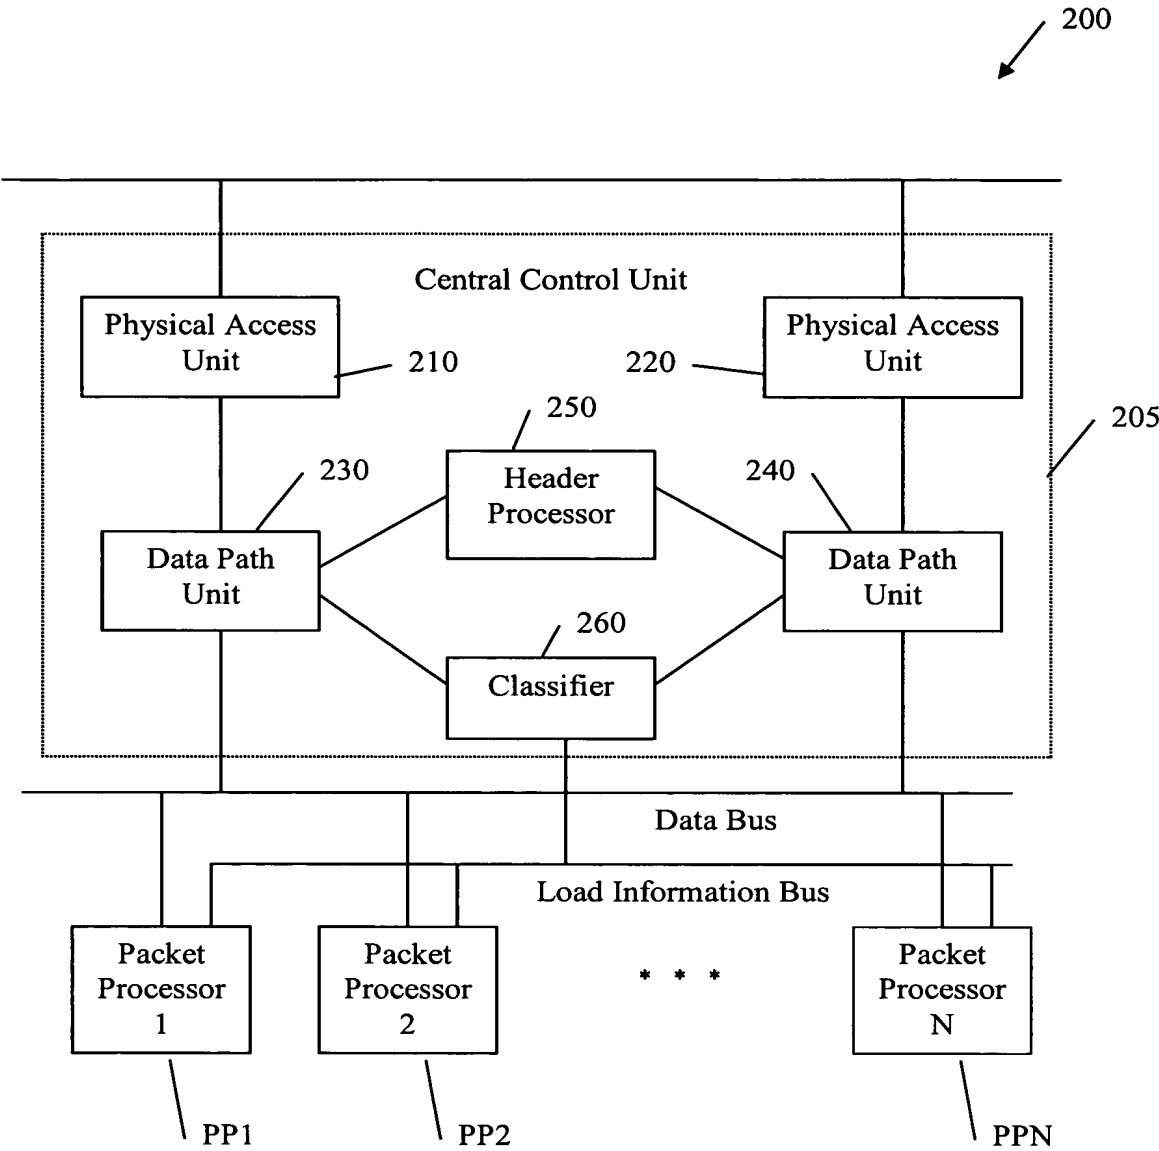 200
Central Control Unit
Physical Access
Unit
210
Physical Access
Unit
220
205
250
Header
Processor
230
Data Path
Unit
240
Data Path
Unit
260
Classifier
Data Bus
Load Information Bus
Packet
Processor
1
Packet
Processor
2
* * *
Packet
Processor
N
PP1
PP2
PPN